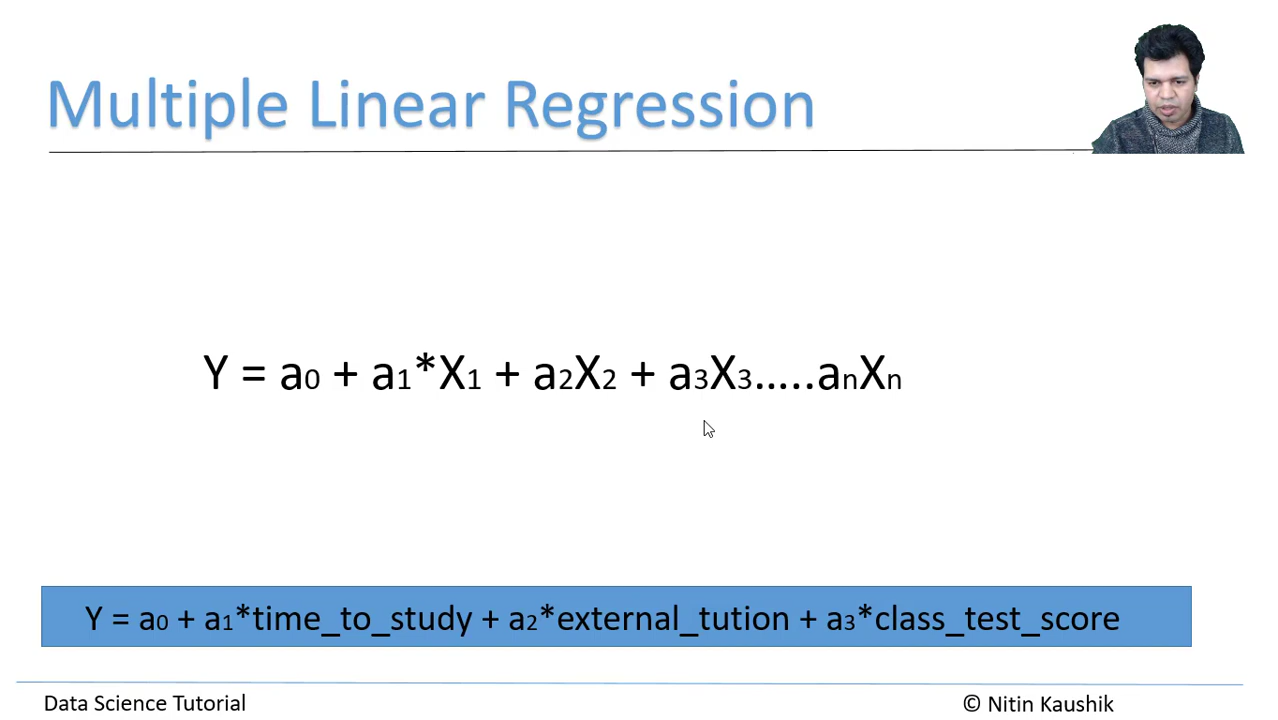 Multiple Linear Regression
Y = a0 + a1*X1 + a2X2 + a3X3.....anXn
Y = a0 + a1*time_to_study + a2*external_tution + a3*class_test_score
Data Science Tutorial
© Nitin Kaushik